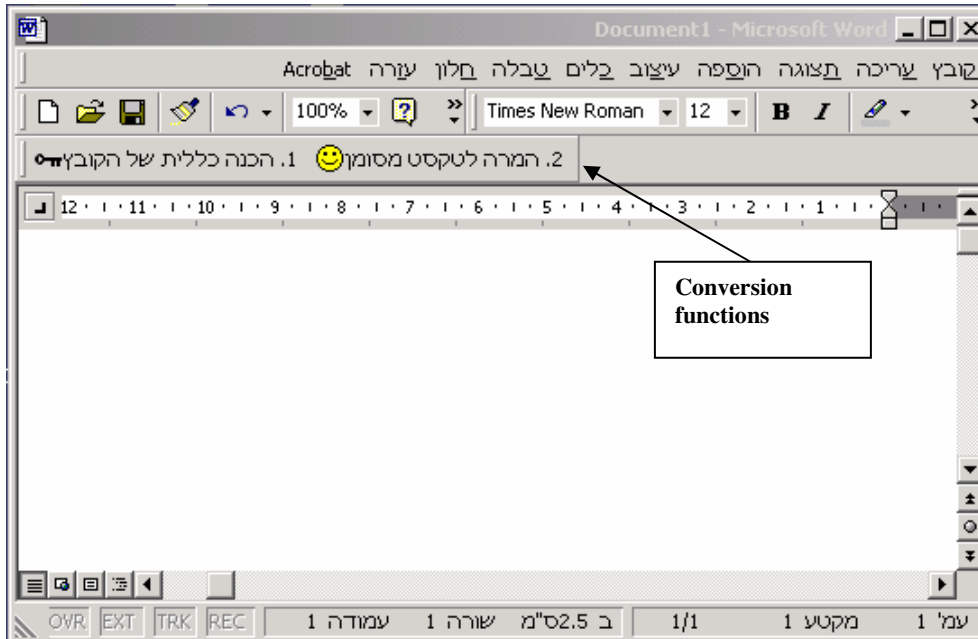 Document1 - Microsoft Word
קובץ עריכה תצוגה הוספה עיצוב כלים טבלה חלון עזרה Acrobat
100% Times New Roman 12 B I
1. הכנה כללית של הקובץ 2. המרה לטקסט מסומן
12 11 10 9 8 7 6 5 4 3 2 1
Conversion
functions
עמ' 1 מקטע 1 1/1 ב 2.5ס"מ שורה 1 עמודה 1 REC TRK EXT OVR